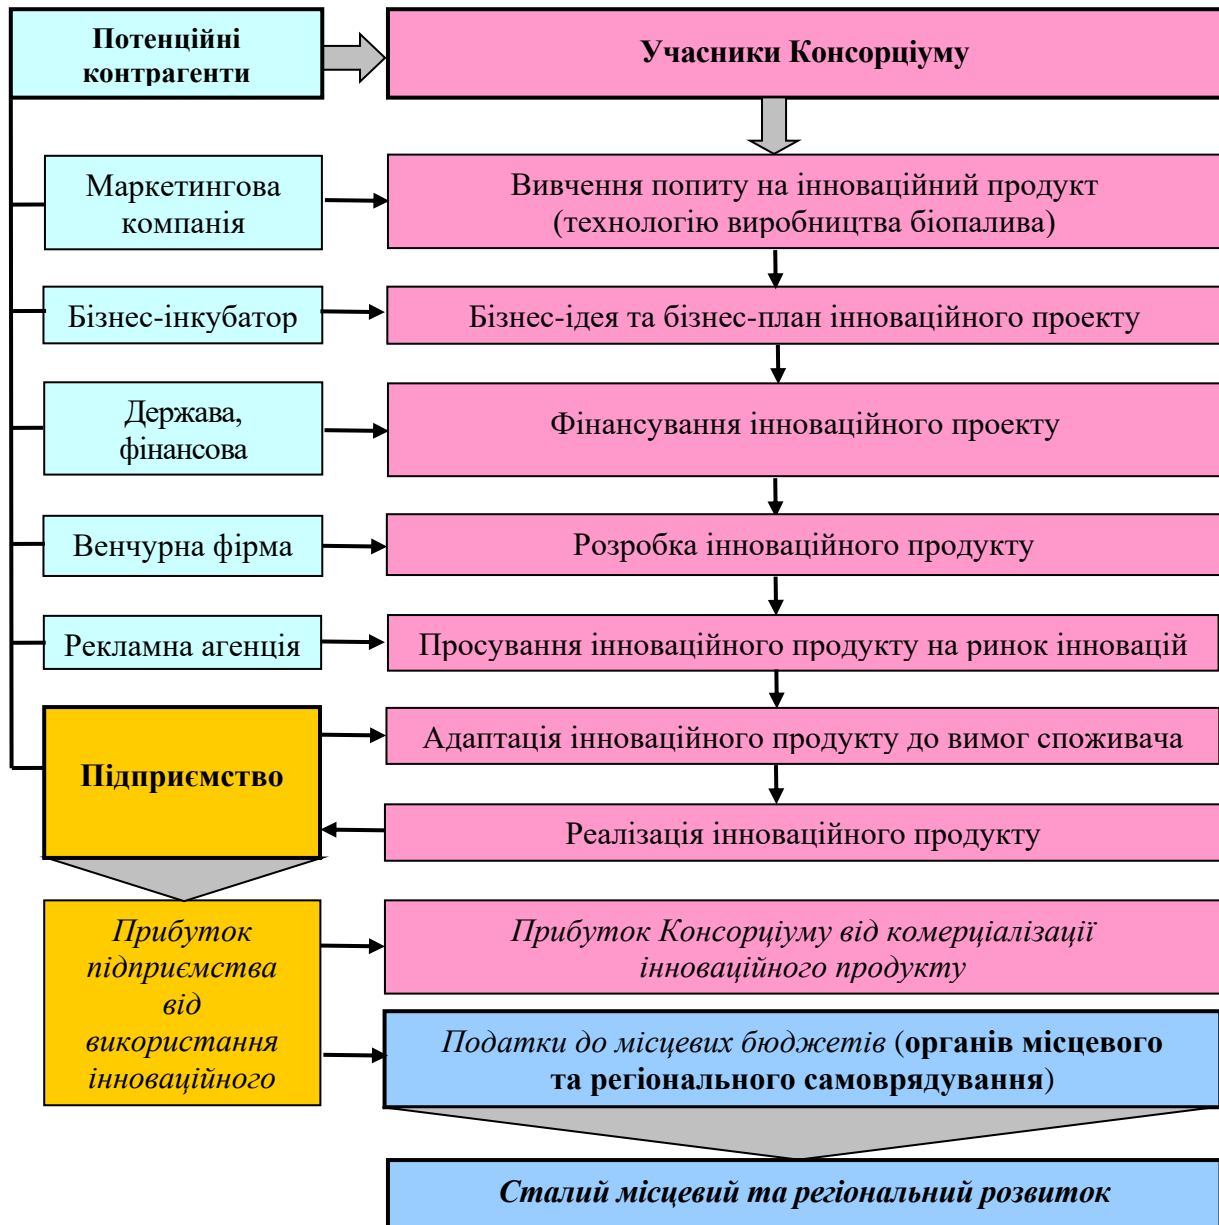 Потенційні
контрагенти
Учасники Консорціуму
Маркетингова
компанія
Вивчення попиту на інноваційний продукт
(технологію виробництва біопалива)
Бізнес-інкубатор
Бізнес-ідея та бізнес-план інноваційного проекту
Держава,
фінансова
Фінансування інноваційного проекту
Венчурна фірма
Розробка інноваційного продукту
Рекламна агенція
Просування інноваційного продукту на ринок інновацій
Підприємство
Адаптація інноваційного продукту до вимог споживача
Реалізація інноваційного продукту
Прибуток
підприємства
від
використання
інноваційного
Прибуток Консорціуму від комерціалізації
інноваційного продукту
Податки до місцевих бюджетів (органів місцевого
та регіонального самоврядування)
Сталий місцевий та регіональний розвиток